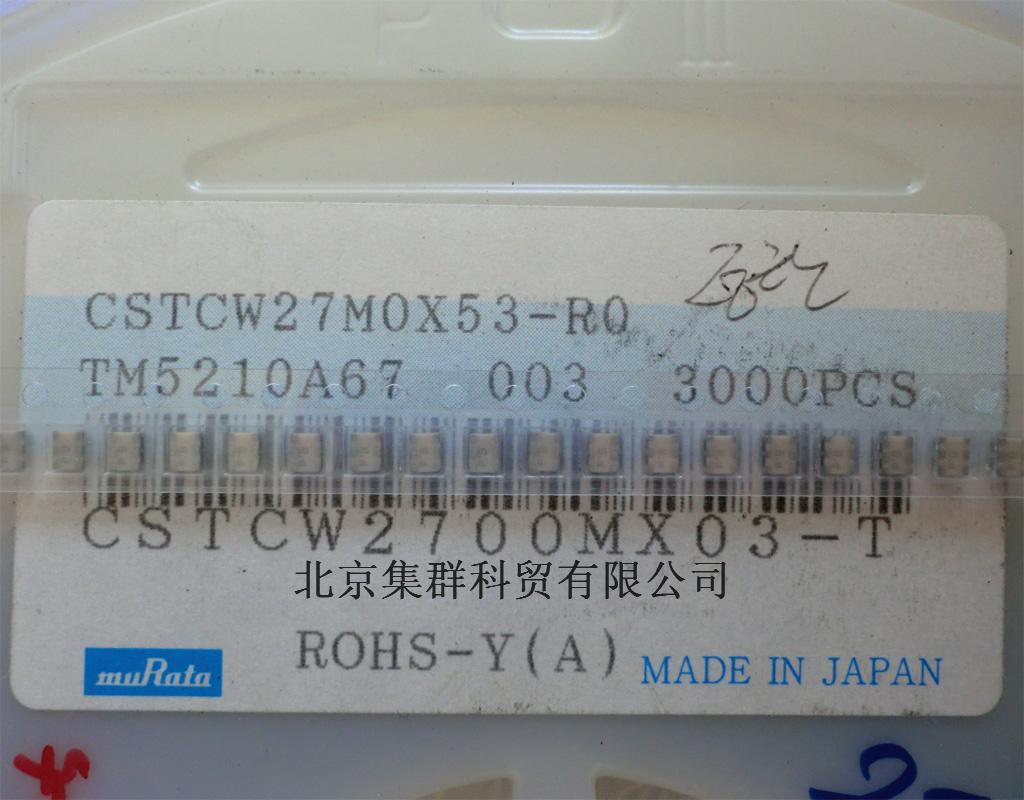 CSTCW27M0X53-R0
TM5210A67 003 3000PCS
CSTCW2700MX03-T
北京集群科贸有限公司
ROHS-Y(A)
muRata
MADE IN JAPAN